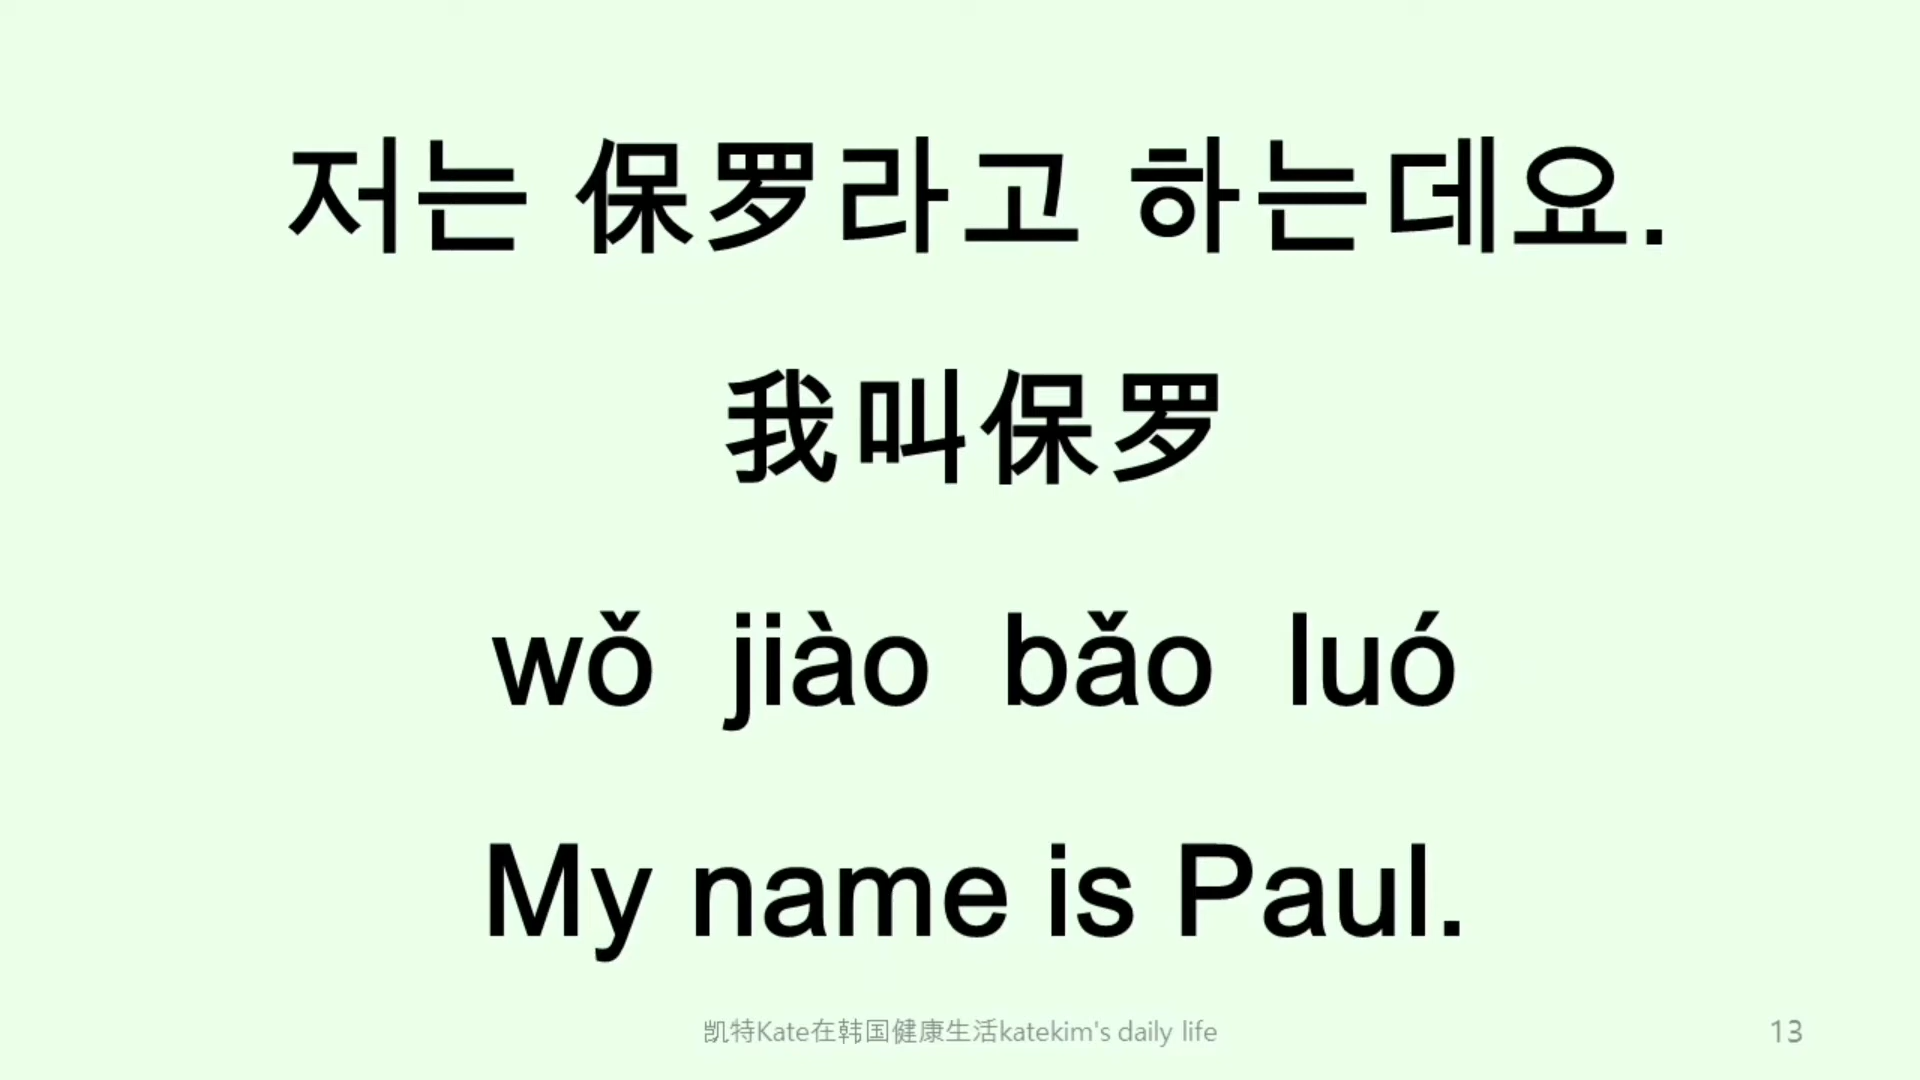 저는 保罗라고 하는데요.
我叫保罗
wǒ jiào bǎo luó
My name is Paul.
凯特Kate在韩国健康生活katekim's daily life
13